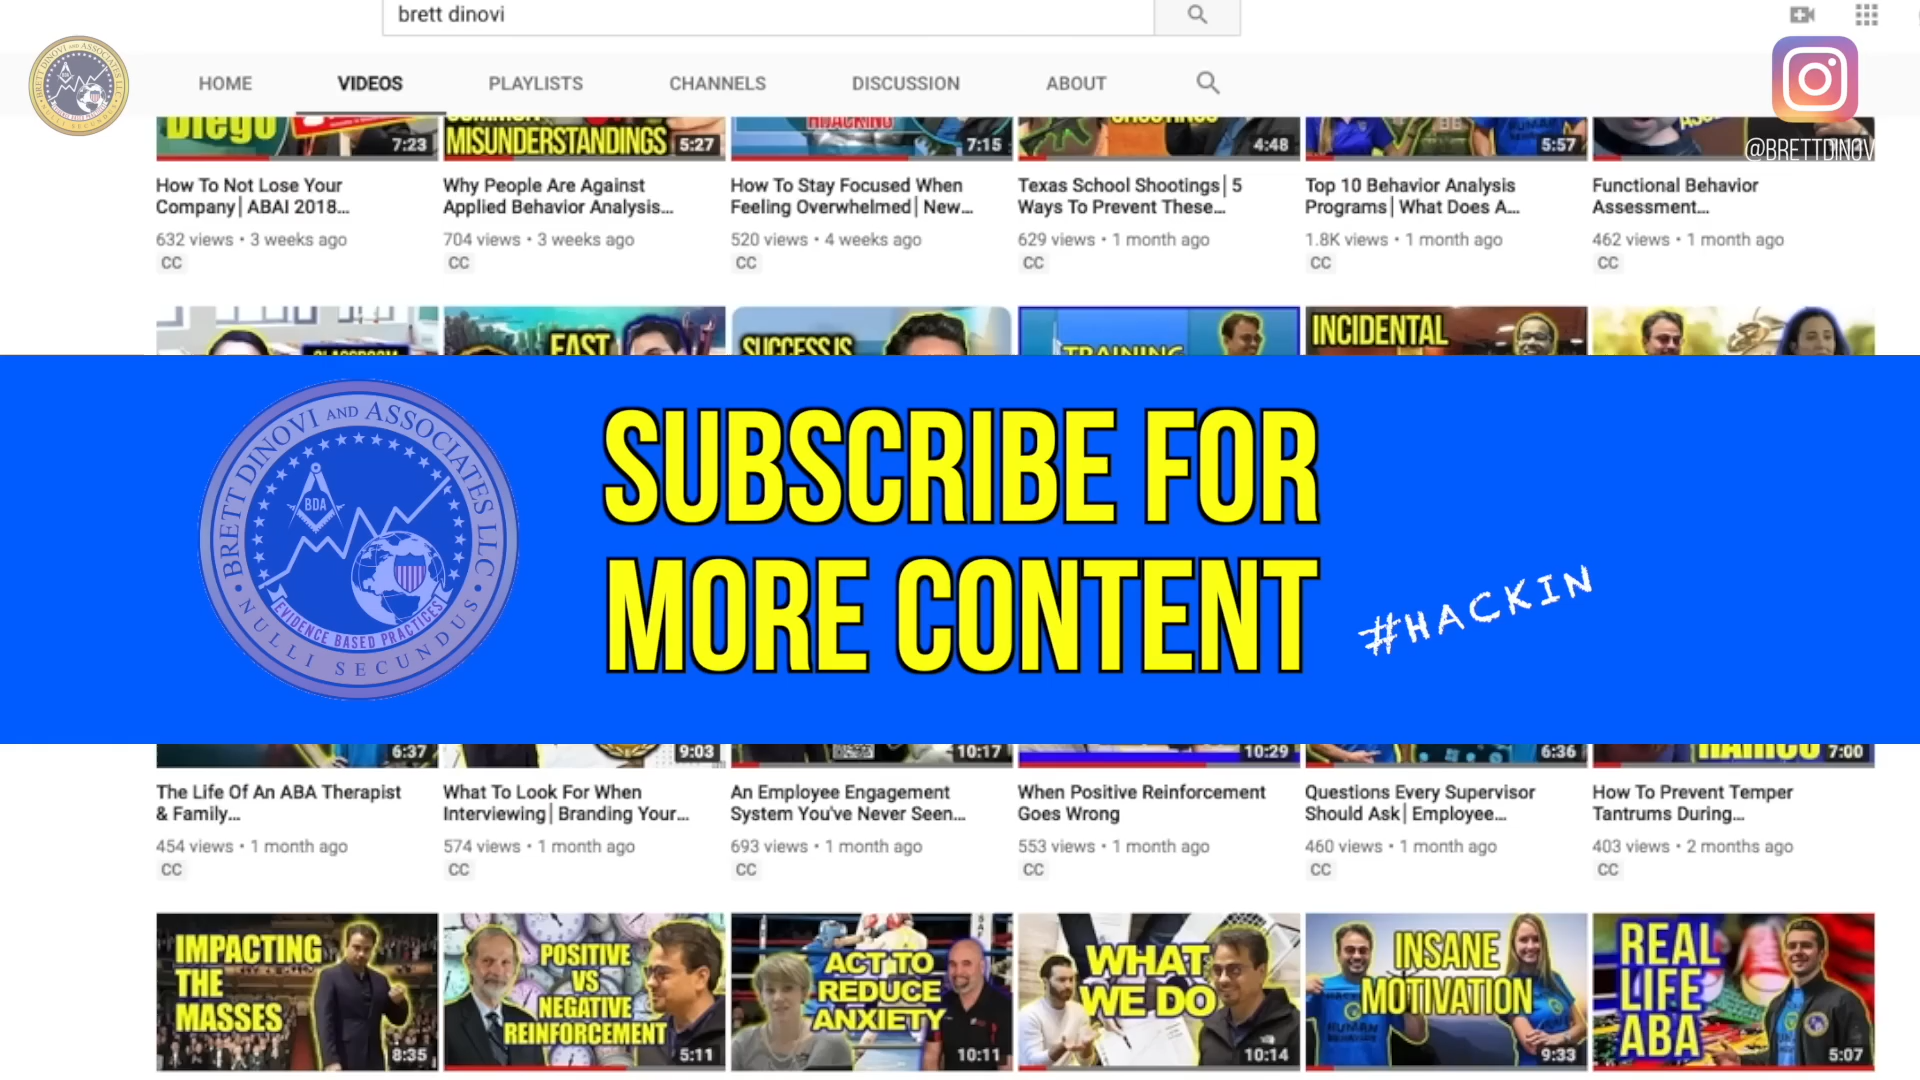 brett dinovi
HOME VIDEOS PLAYLISTS CHANNELS DISCUSSION ABOUT
@BRETTDINOV
Diego 7:23
MISUNDERSTANDINGS 5:27
HIJACKING 7:15
SHOOTINGS 4:48
5:57
How To Not Lose Your
Company| ABAI 2018...
632 views • 3 weeks ago
CC
Why People Are Against
Applied Behavior Analysis...
704 views • 3 weeks ago
CC
How To Stay Focused When
Feeling Overwhelmed| New...
520 views • 4 weeks ago
CC
Texas School Shootings| 5
Ways To Prevent These...
629 views • 1 month ago
CC
Top 10 Behavior Analysis
Programs| What Does A...
1.8K views • 1 month ago
CC
Functional Behavior
Assessment...
462 views • 1 month ago
CC
CLASSROOM
EAST
SUCCESS IS
TRAINING
INCIDENTAL
BRETT DINOVI AND ASSOCIATES LLC
BDA
EVIDENCE BASED PRACTICES
NULLI SECUNDUS
SUBSCRIBE FOR
MORE CONTENT
#HACKIN
6:37
9:03
10:17
10:29
6:36
7:00
The Life Of An ABA Therapist
& Family...
454 views • 1 month ago
CC
What To Look For When
Interviewing| Branding Your...
574 views • 1 month ago
CC
An Employee Engagement
System You've Never Seen...
693 views • 1 month ago
CC
When Positive Reinforcement
Goes Wrong
553 views • 1 month ago
CC
Questions Every Supervisor
Should Ask| Employee...
460 views • 1 month ago
CC
How To Prevent Temper
Tantrums During...
403 views • 2 months ago
CC
IMPACTING
THE
MASSES
8:35
POSITIVE
VS
NEGATIVE
REINFORCEMENT
5:11
ACT TO
REDUCE
ANXIETY
10:11
WHAT
WE DO
10:14
INSANE
MOTIVATION
9:33
REAL
LIFE
ABA
5:07